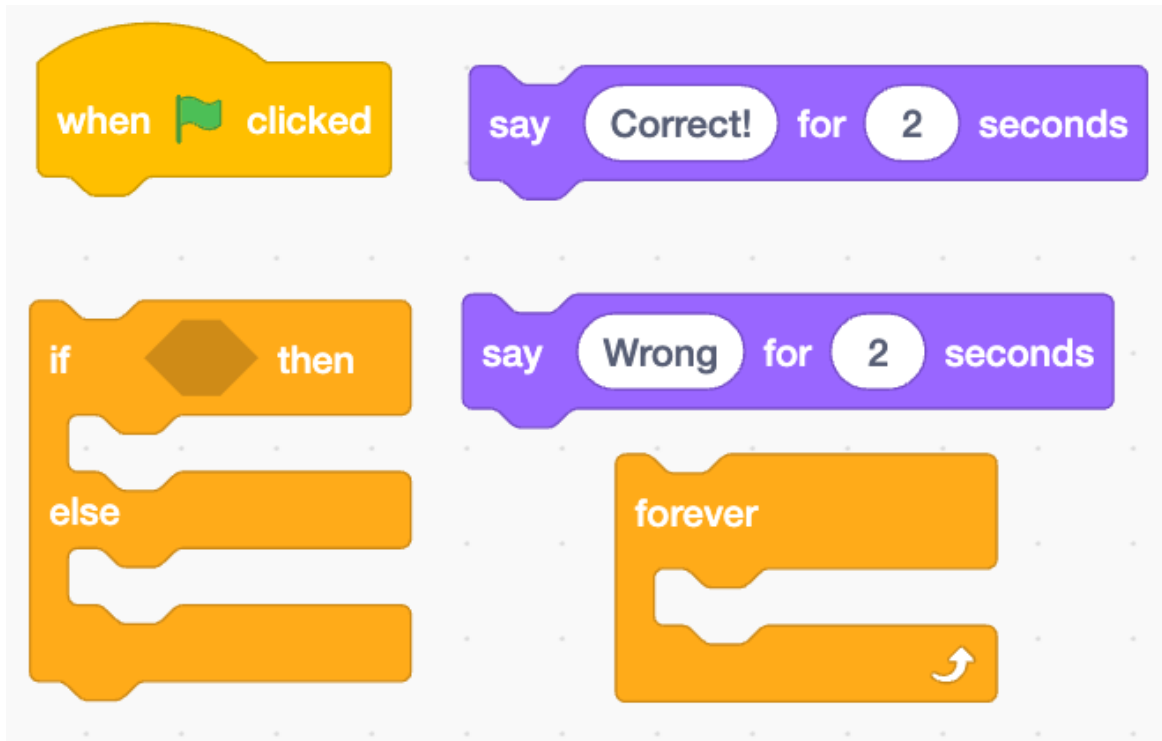 when clicked
say Correct! for 2 seconds
if then
else
say Wrong for 2 seconds
forever